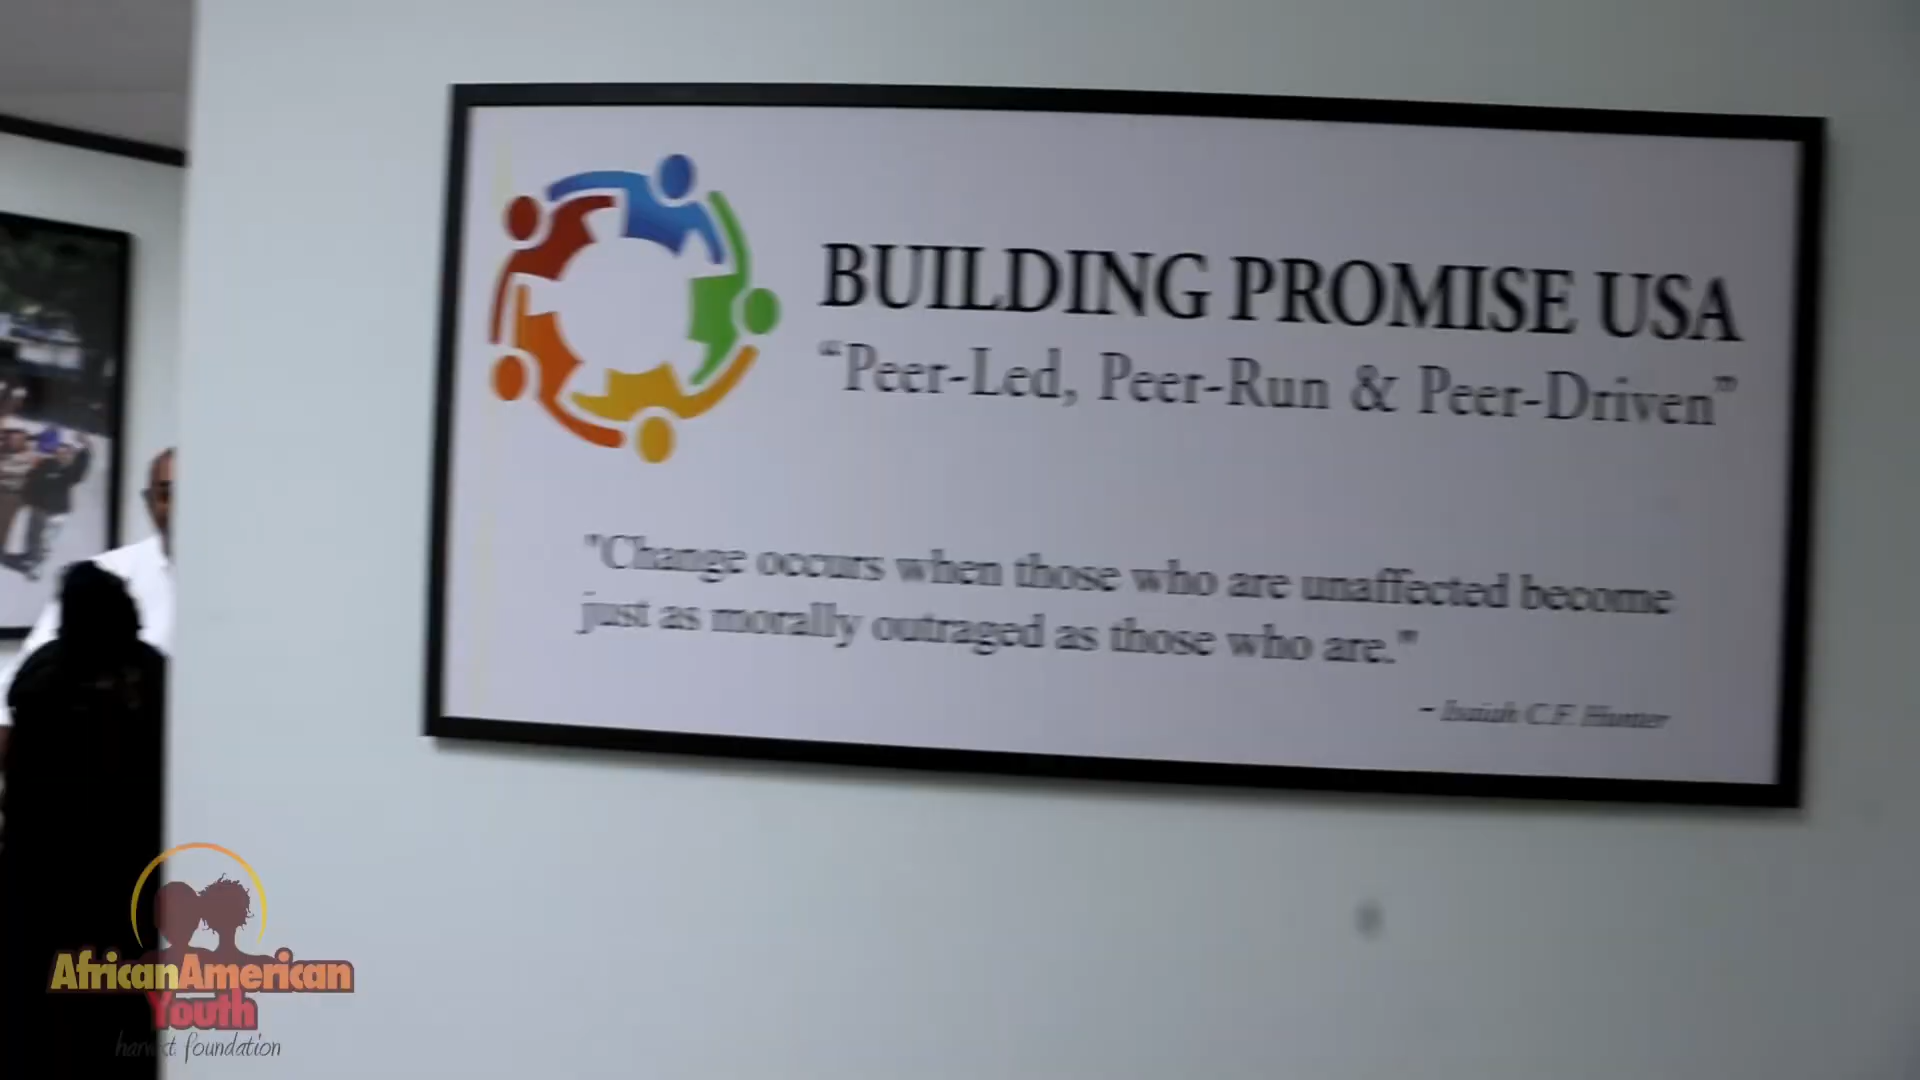 BUILDING PROMISE USA
“Peer-Led, Peer-Run & Peer-Driven”
"Change occurs when those who are unaffected become
just as morally outraged as those who are."
- Isaiah C.F. Hunter
AfricanAmerican
Youth
harvest foundation